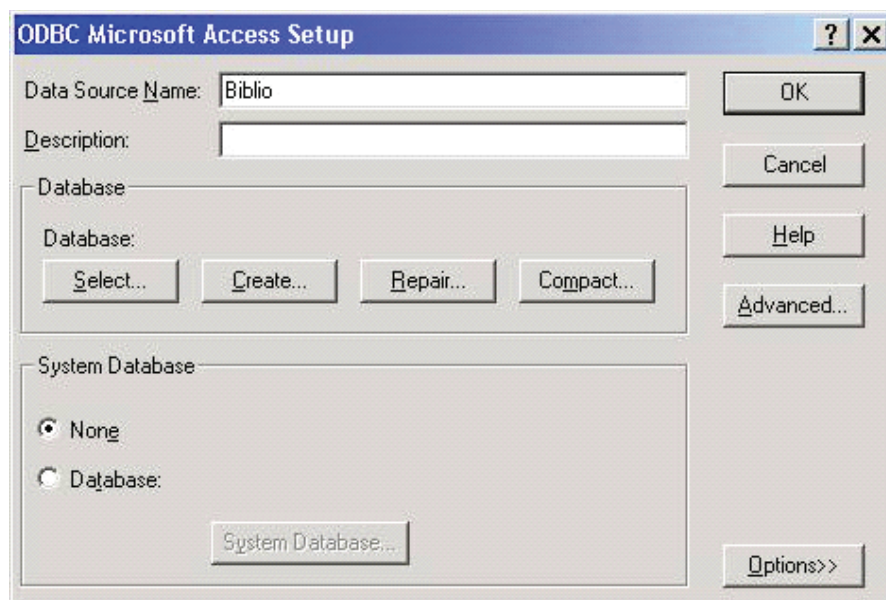 ODBC Microsoft Access Setup
Data Source Name: Biblio
OK
Description:
Cancel
Database
Database:
Help
Select... Create... Repair... Compact...
Advanced...
System Database
None
Database:
System Database...
Options>>